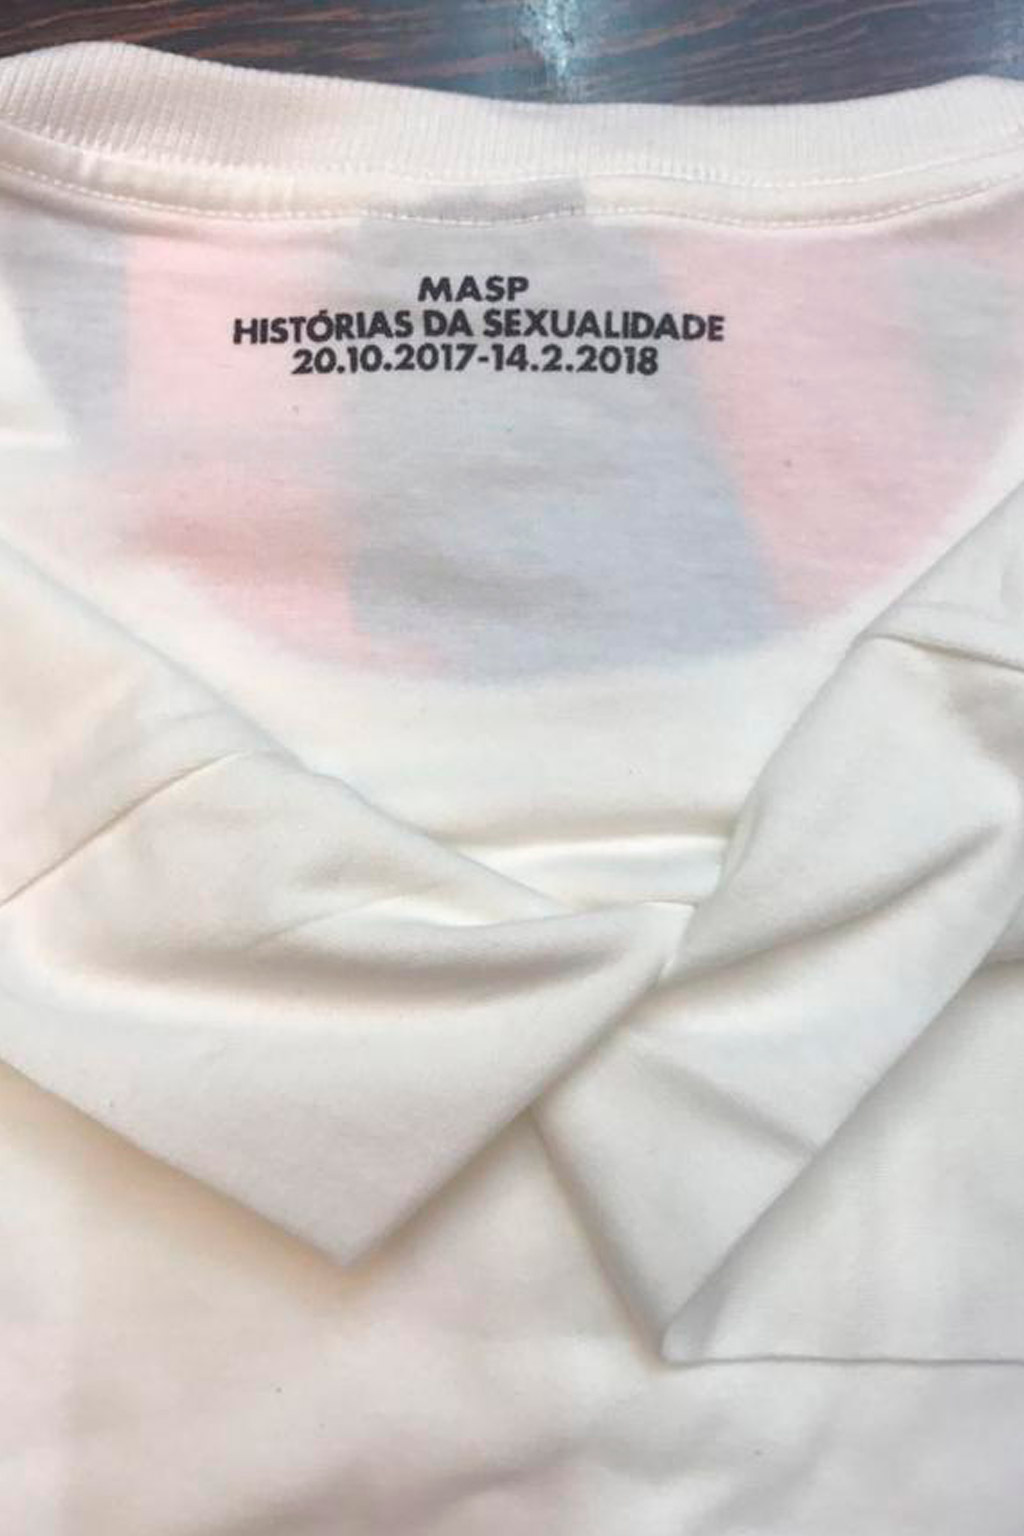 MASP
HISTÓRIAS DA SEXUALIDADE
20.10.2017-14.2.2018